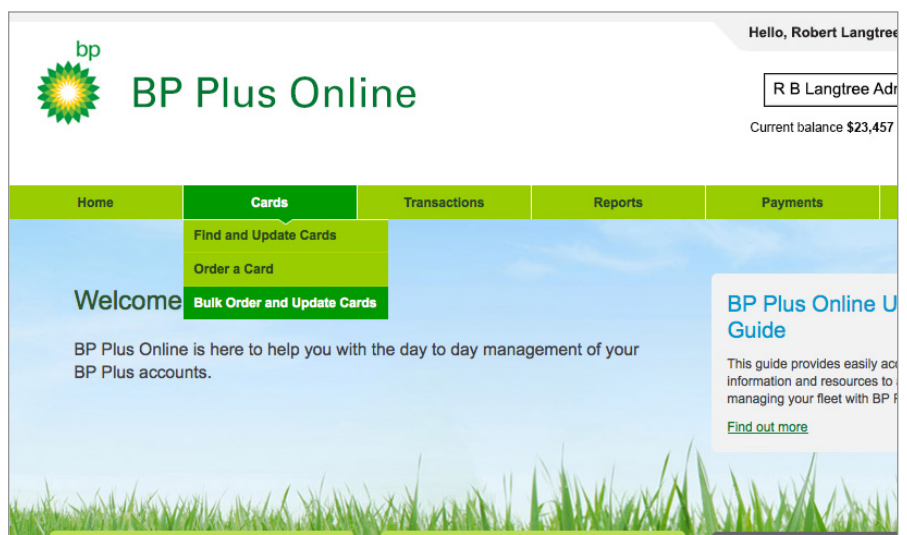 Hello, Robert Langtree
bp
BP Plus Online
R B Langtree
Current balance $23,457
Home Cards Transactions Reports Payments
Find and Update Cards
Order a Card
Bulk Order and Update Cards
Welcome
BP Plus Online is here to help you with the day to day management of your
BP Plus accounts.
BP Plus Online
Guide
This guide provides easily
information and resources to
managing your fleet with BP
Find out more